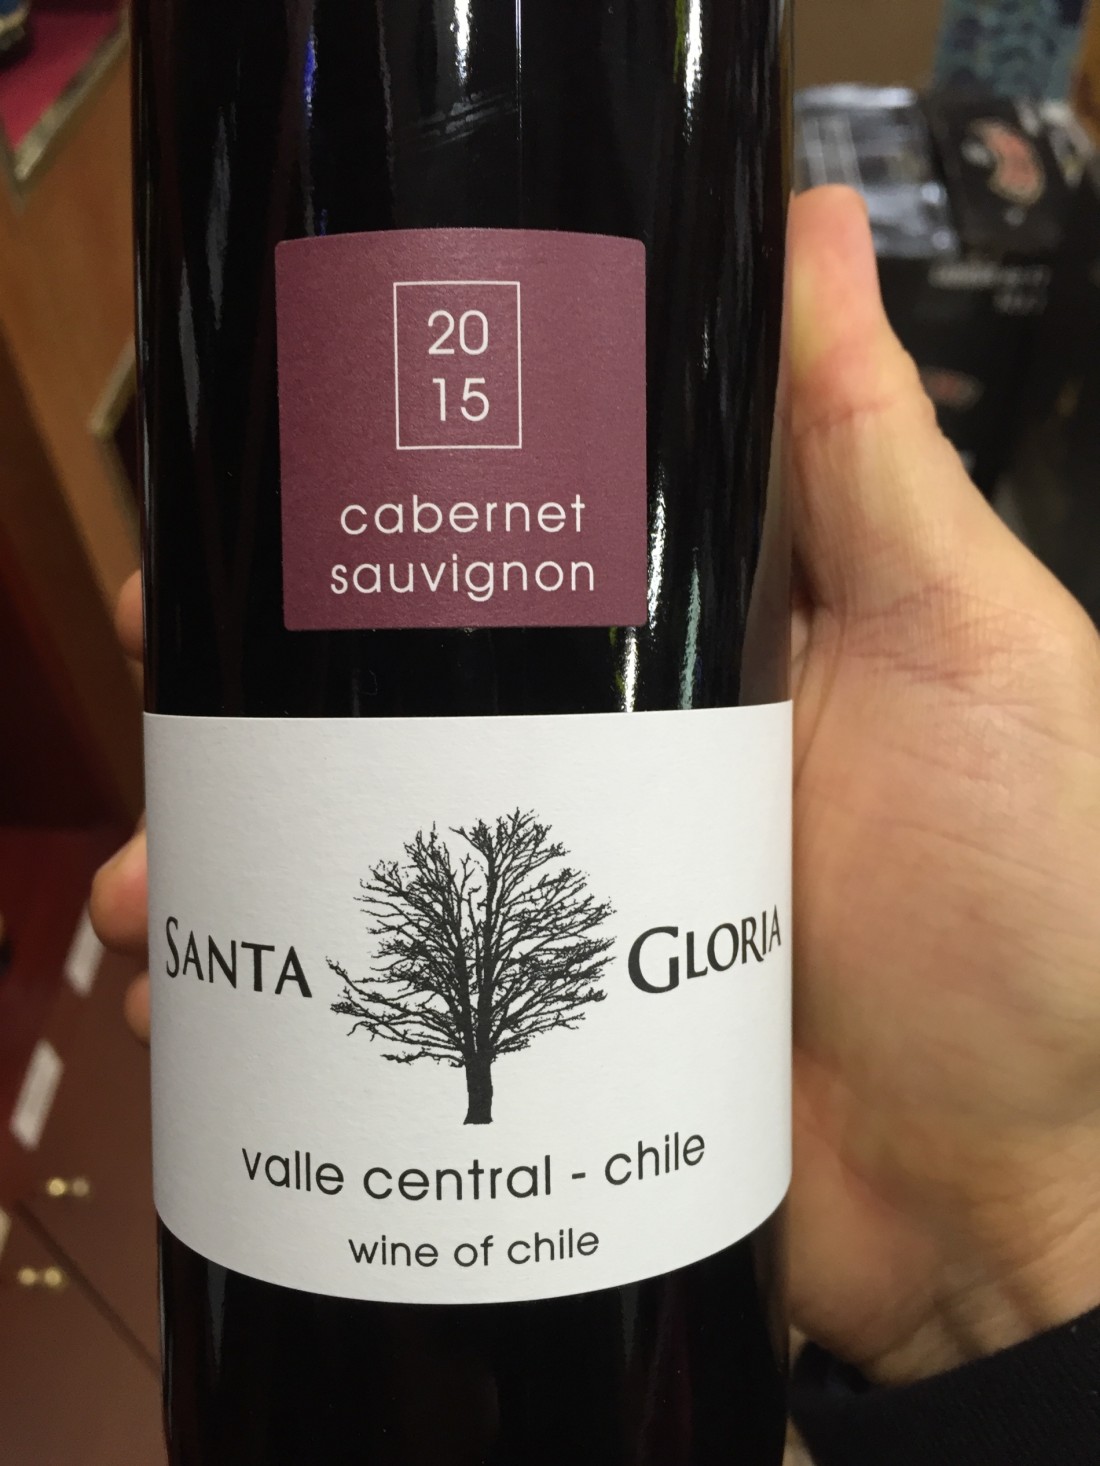 20
15
cabernet
sauvignon
SANTA GLORIA
valle central - chile
wine of chile